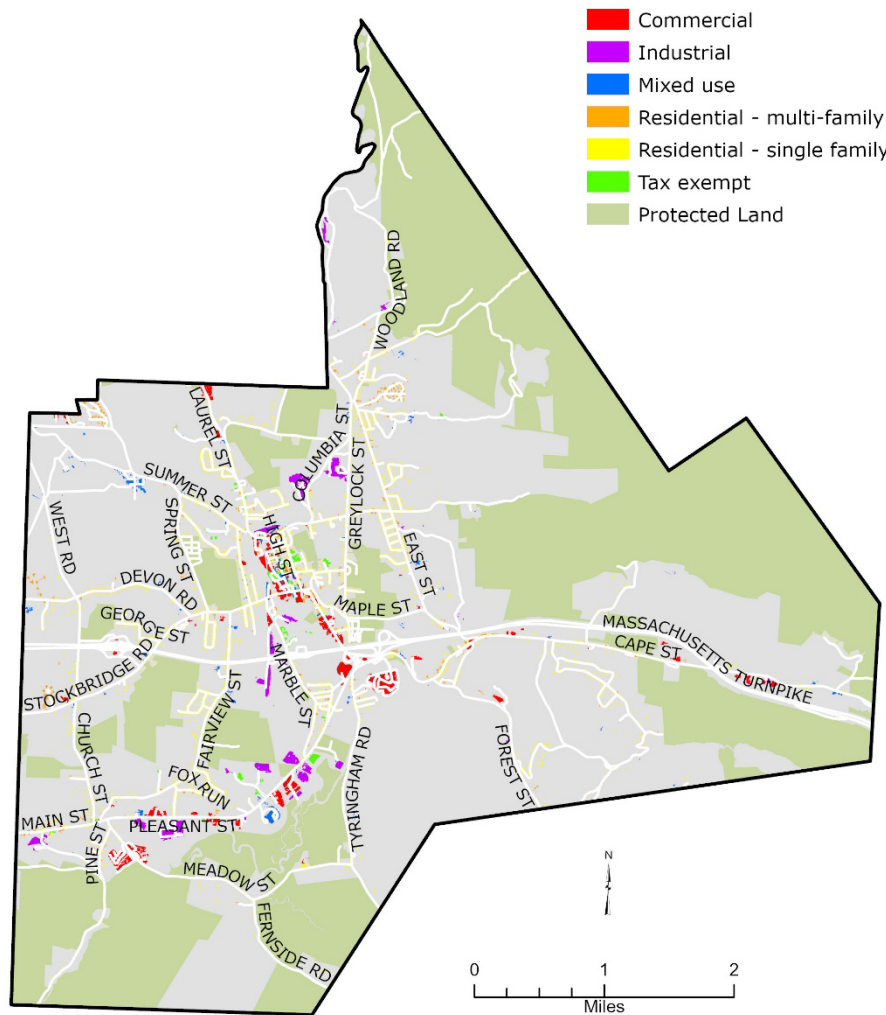 Commercial
Industrial
Mixed use
Residential - multi-family
Residential - single family
Tax exempt
Protected Land
WOODLAND RD
LAUREL ST
COLUMBIA ST
SUMMER ST
GREYLOCK ST
WEST RD
SPRING ST
HIGH ST
EAST ST
DEVON RD
GEORGE ST
MAPLE ST
MASSACHUSETTS TURNPIKE
CAPE ST
STOCKBRIDGE RD
MARBLE ST
FAIRVIEW ST
CHURCH ST
FOX RUN
TYRINGHAM RD
FOREST ST
MAIN ST
PLEASANT ST
PINE ST
MEADOW ST
FERNSIDE RD
N
0 1 2
Miles